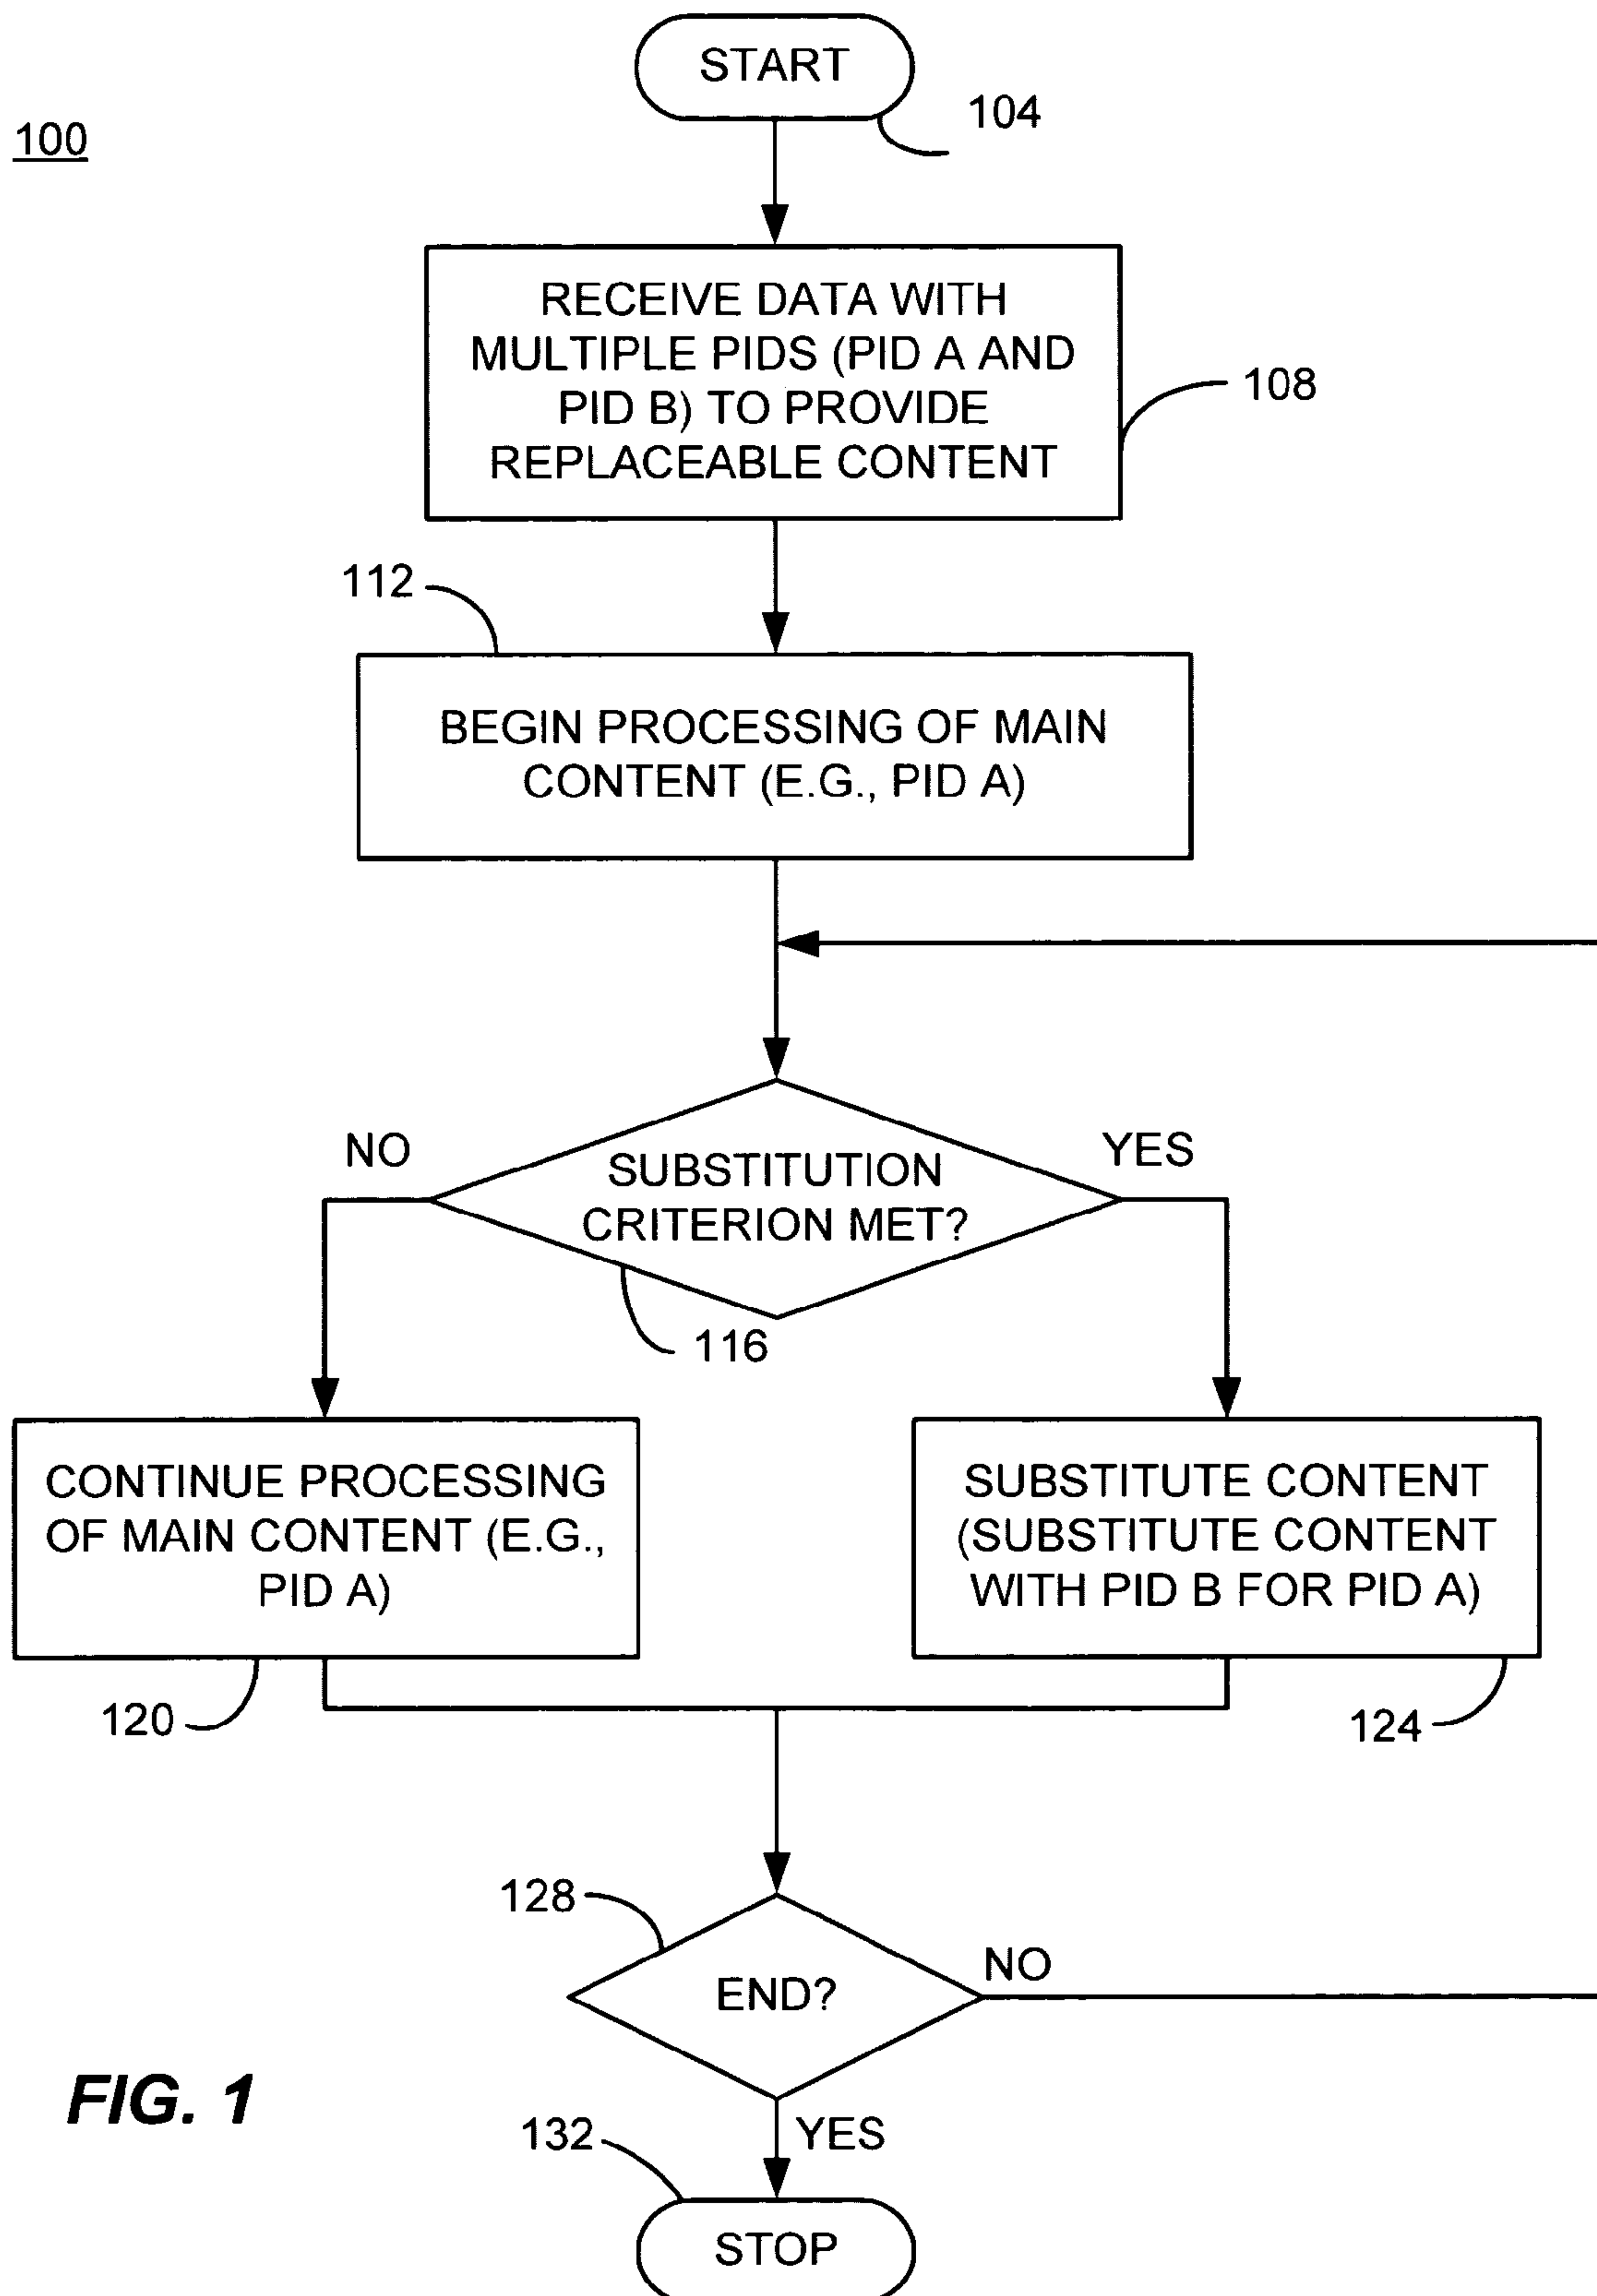 START
104
100
RECEIVE DATA WITH
MULTIPLE PIDS (PID A AND
PID B) TO PROVIDE
REPLACEABLE CONTENT
108
112
BEGIN PROCESSING OF MAIN
CONTENT (E.G., PID A)
NO
YES
SUBSTITUTION
CRITERION MET?
116
CONTINUE PROCESSING
OF MAIN CONTENT (E.G.,
PID A)
SUBSTITUTE CONTENT
(SUBSTITUTE CONTENT
WITH PID B FOR PID A)
120
124
128
NO
END?
FIG. 1
132
YES
STOP